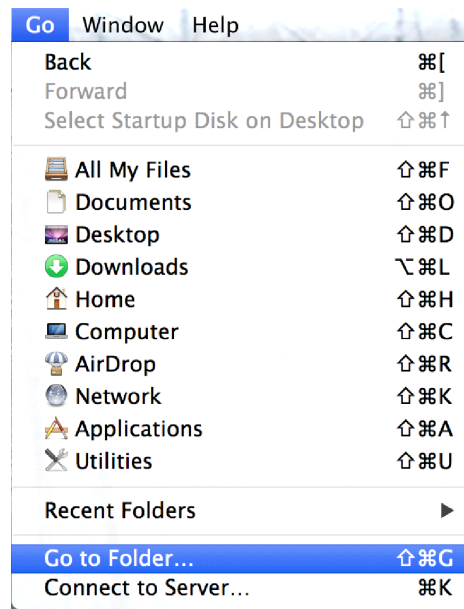 Go Window Help
Back ⌘[
Forward ⌘]
Select Startup Disk on Desktop ⇧⌘↑
All My Files ⇧⌘F
Documents ⇧⌘O
Desktop ⇧⌘D
Downloads ⌥⌘L
Home ⇧⌘H
Computer ⇧⌘C
AirDrop ⇧⌘R
Network ⇧⌘K
Applications ⇧⌘A
Utilities ⇧⌘U
Recent Folders ▶
Go to Folder... ⇧⌘G
Connect to Server... ⌘K